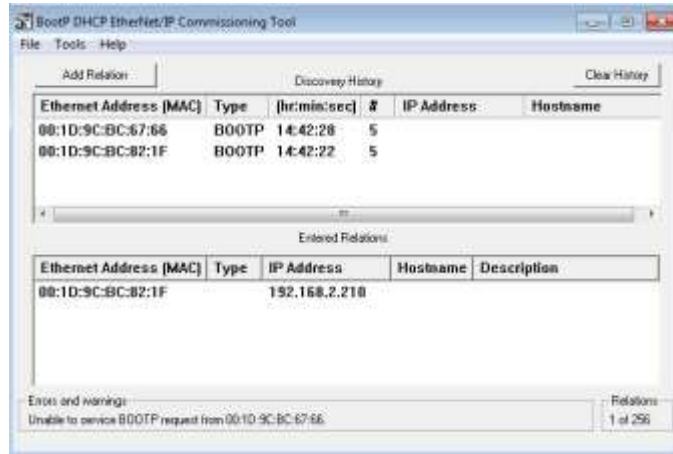 BootP DHCP EtherNet/IP Commissioning Tool
File Tools Help
Add Relation Discovery History Clear History
Ethernet Address (MAC) Type (hr:min:sec) # IP Address Hostname
00:1D:9C:BC:67:66 BOOTP 14:42:28 5
00:1D:9C:BC:82:1F BOOTP 14:42:22 5
Entered Relations
Ethernet Address (MAC) Type IP Address Hostname Description
00:1D:9C:BC:82:1F 192.168.2.210
Errors and warnings Relations
Unable to service BOOTP request from 00:1D:9C:BC:67:66. 1 of 256